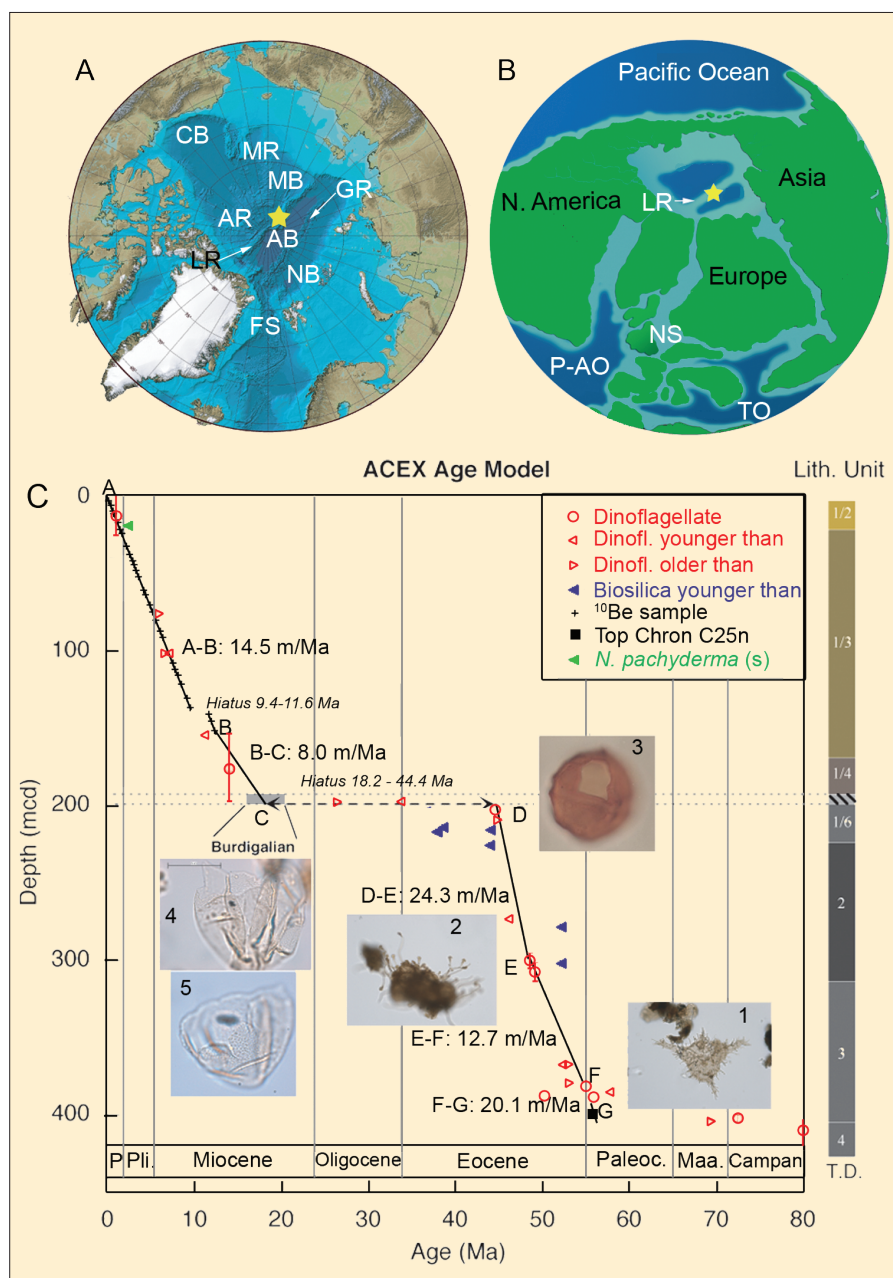 A
CB
MR
MB
GR
AR
AB
LR
NB
FS
B
Pacific Ocean
Asia
N. America
LR
Europe
NS
P-AO
TO
ACEX Age Model
Lith. Unit
C
Depth (mcd)
0
100
200
300
400
A
Dinoflagellate
Dinofl. younger than
Dinofl. older than
Biosilica younger than
¹⁰Be sample
Top Chron C25n
N. pachyderma (s)
A-B: 14.5 m/Ma
Hiatus 9.4-11.6 Ma
B
B-C: 8.0 m/Ma
Hiatus 18.2 - 44.4 Ma
C
D
Burdigalian
3
4
D-E: 24.3 m/Ma
2
E
5
1
E-F: 12.7 m/Ma
F
F-G: 20.1 m/Ma
G
1/2
1/3
1/4
1/6
2
3
4
T.D.
P Pli. Miocene Oligocene Eocene Paleoc. Maa. Campan
0 10 20 30 40 50 60 70 80
Age (Ma)